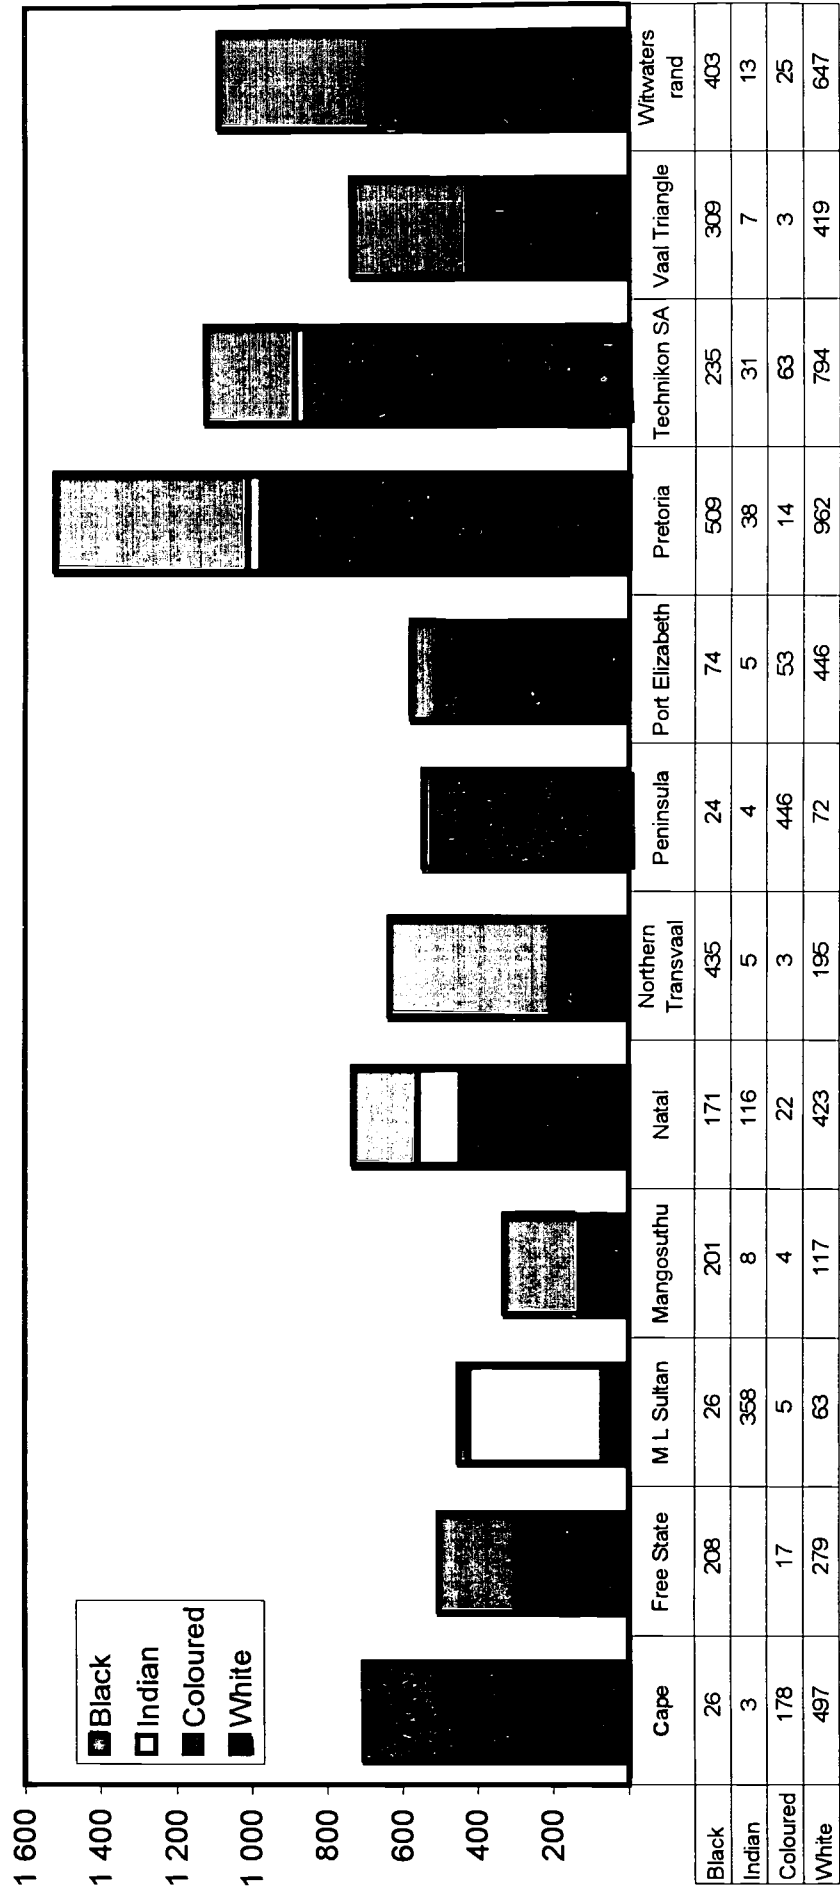 1 600
1 400
1 200
1 000
800
600
400
200
Black
Indian
Coloured
White
Cape Free State M L Sultan Mangosuthu Natal Northern Transvaal Peninsula Port Elizabeth Pretoria Technikon SA Vaal Triangle Witwaters rand
Black 26 208 26 201 171 435 24 74 509 235 309 403
Indian 3 358 8 116 5 4 5 38 31 7 13
Coloured 178 17 5 4 22 3 446 53 14 63 3 25
White 497 279 63 117 423 195 72 446 962 794 419 647